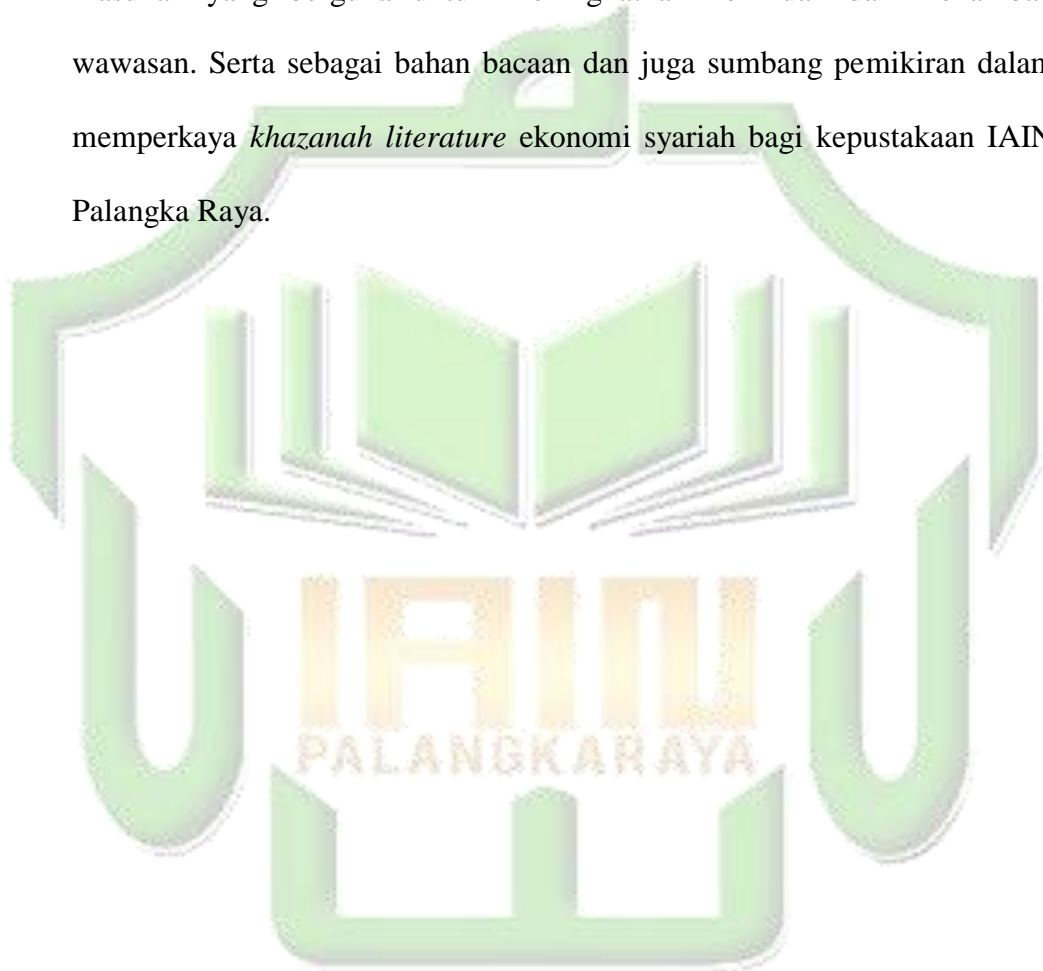 wawasan. Serta sebagai bahan bacaan dan juga sumbang pemikiran dalam
memperkaya khazanah literature ekonomi syariah bagi kepustakaan IAIN
Palangka Raya.
IAIN
PALANGKARAYA